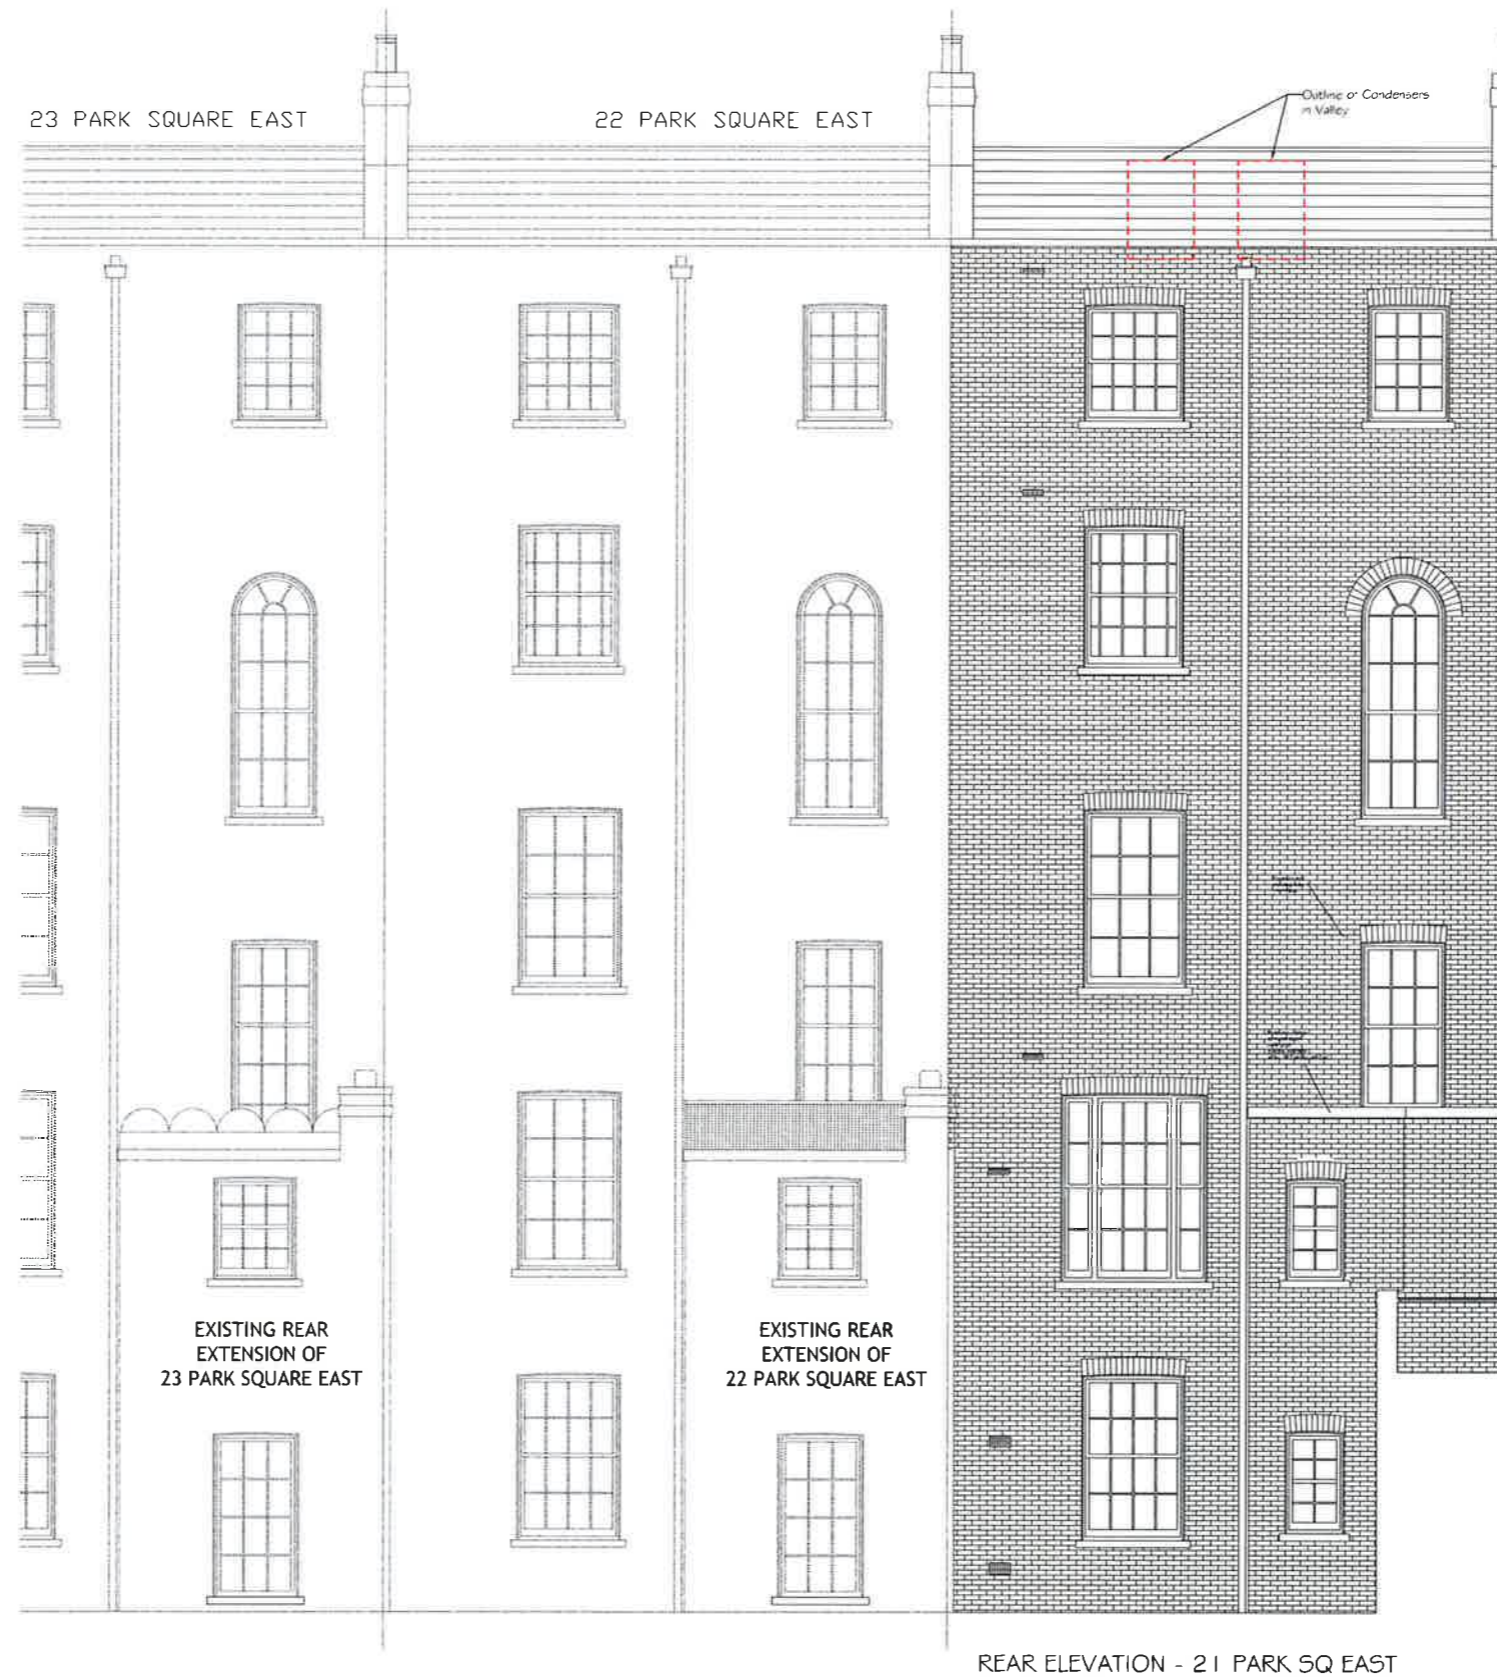 23 PARK SQUARE EAST
22 PARK SQUARE EAST
Outline of Condensers
in Valley
EXISTING REAR
EXTENSION OF
23 PARK SQUARE EAST
EXISTING REAR
EXTENSION OF
22 PARK SQUARE EAST
REAR ELEVATION - 21 PARK SQ EAST